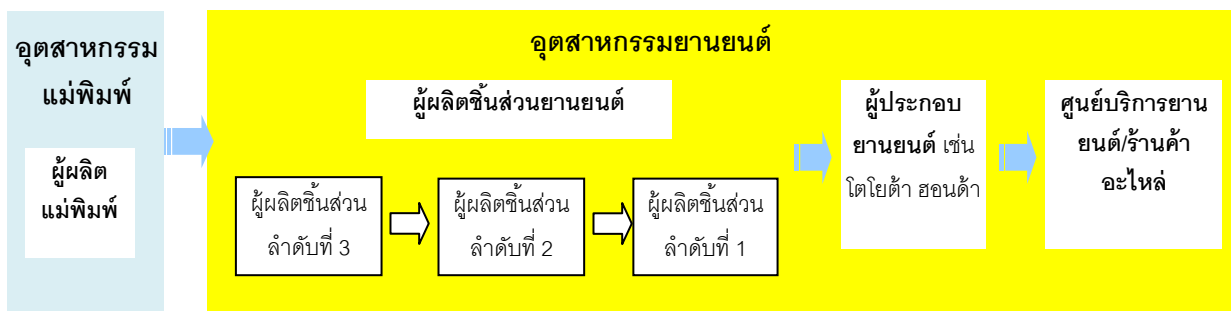 อุตสาหกรรม
แม่พิมพ์
ผู้ผลิต
แม่พิมพ์
อุตสาหกรรมยานยนต์
ผู้ผลิตชิ้นส่วนยานยนต์
ผู้ผลิตชิ้นส่วน
ลำดับที่ 3
ผู้ผลิตชิ้นส่วน
ลำดับที่ 2
ผู้ผลิตชิ้นส่วน
ลำดับที่ 1
ผู้ประกอบ
ยานยนต์ เช่น
โตโยต้า ฮอนด้า
ศูนย์บริการยาน
ยนต์/ร้านค้า
อะไหล่